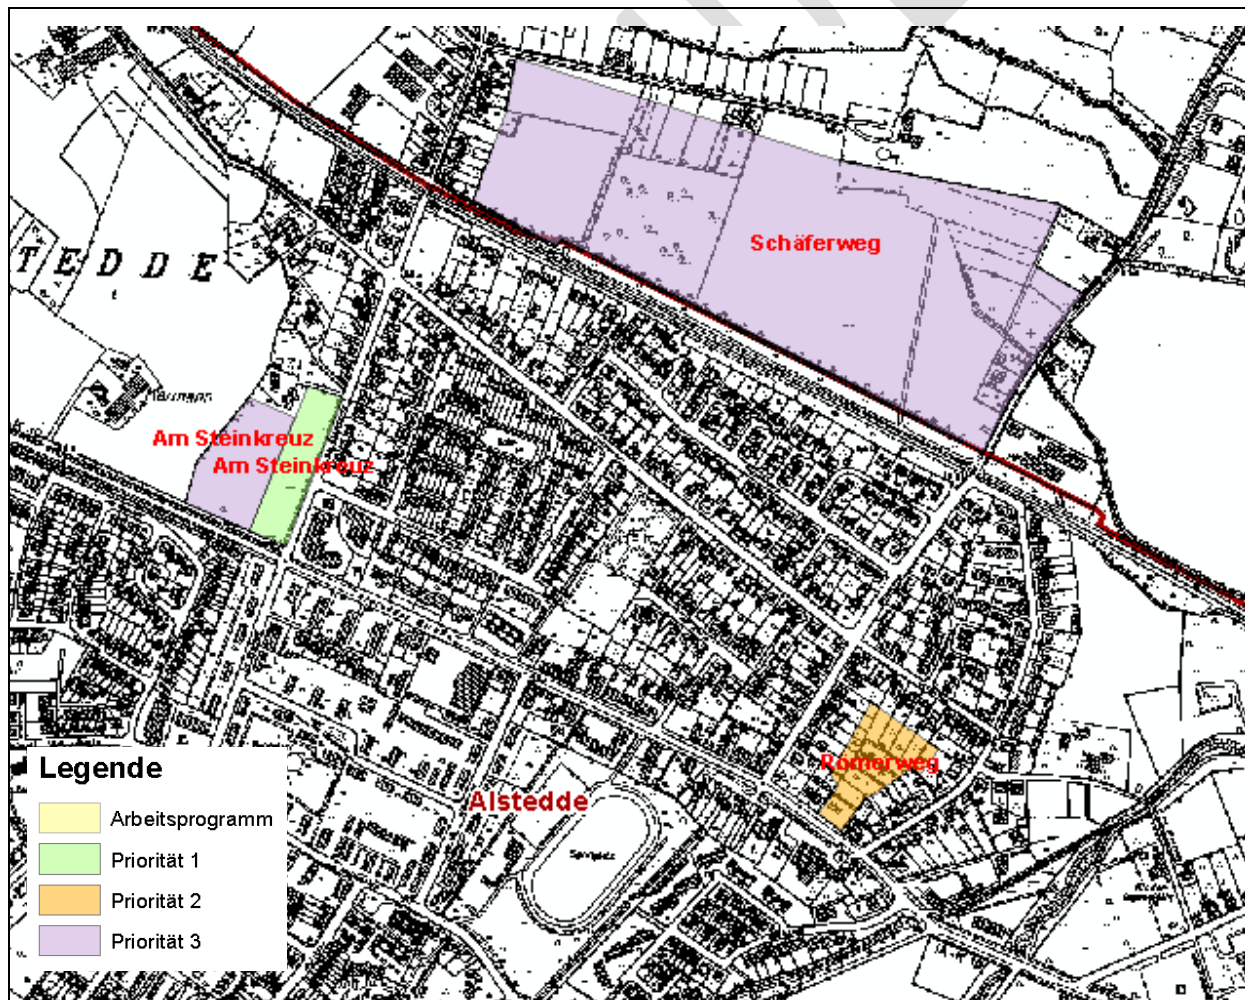 Schäferweg
TEDDE
Am Steinkreuz
Am Steinkreuz
Römerweg
Alstedde
Legende
Arbeitsprogramm
Priorität 1
Priorität 2
Priorität 3